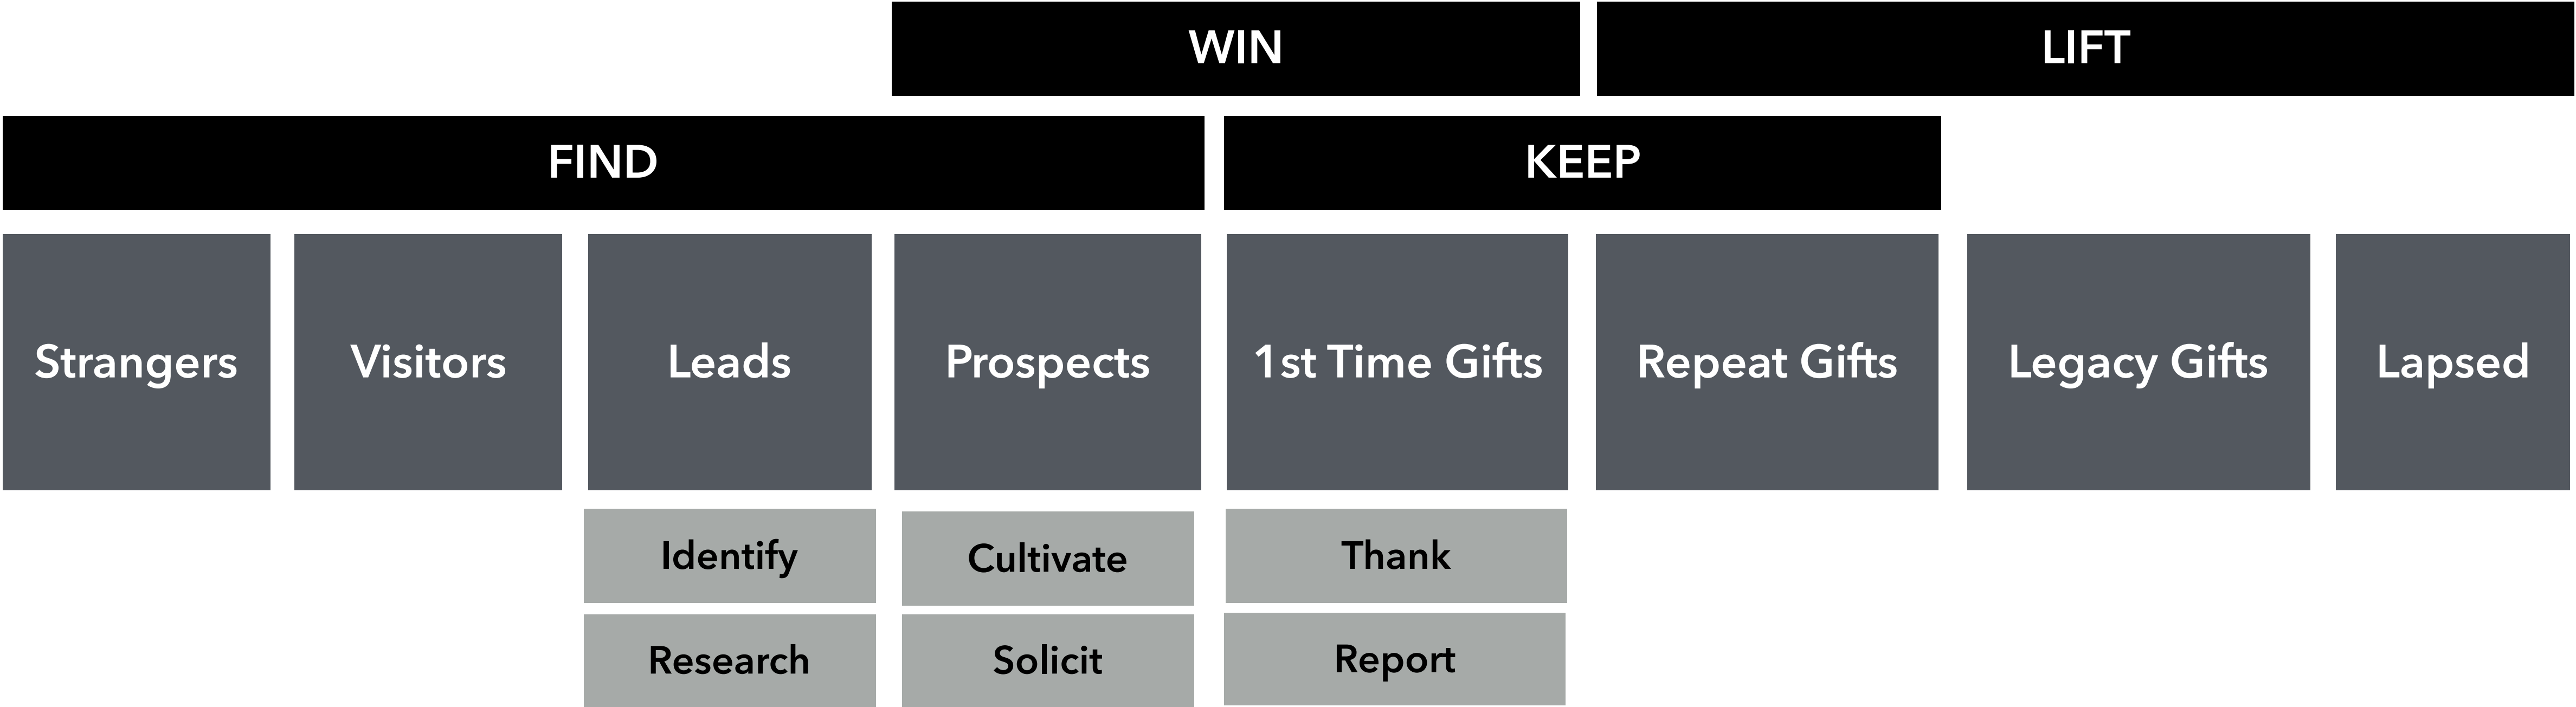 WIN
LIFT
FIND
KEEP
Strangers
Visitors
Leads
Prospects
1st Time Gifts
Repeat Gifts
Legacy Gifts
Lapsed
Identify
Cultivate
Thank
Research
Solicit
Report